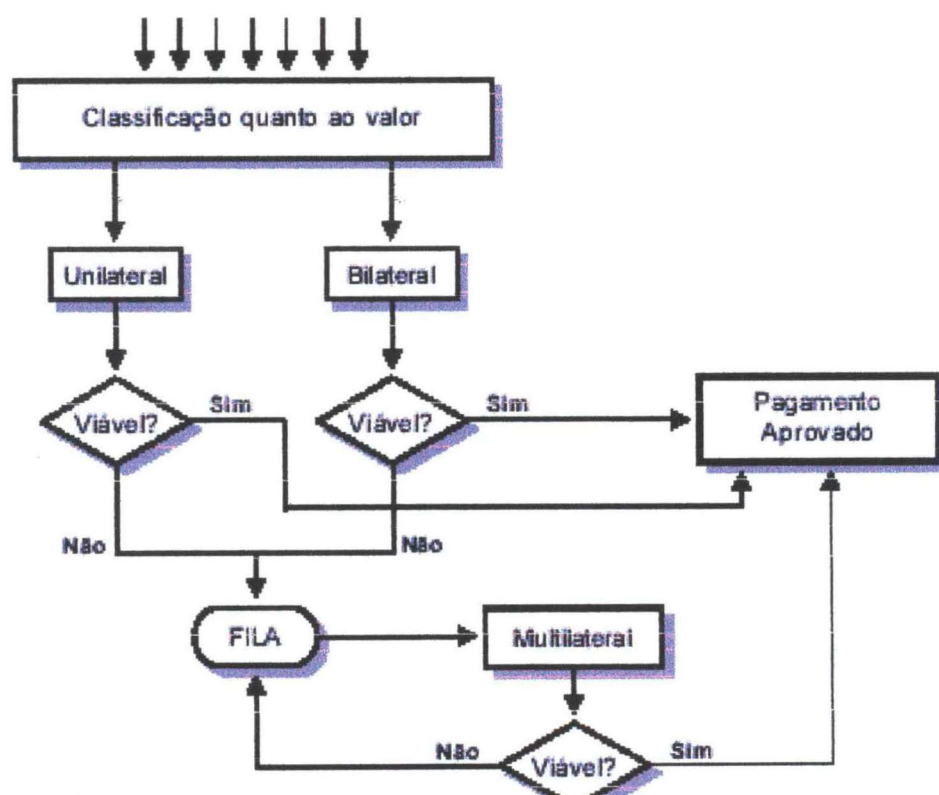 Classificação quanto ao valor
Unilateral
Bilateral
Viável?
Sim
Viável?
Sim
Pagamento
Aprovado
Não
Não
FILA
Multilateral
Não
Viável?
Sim